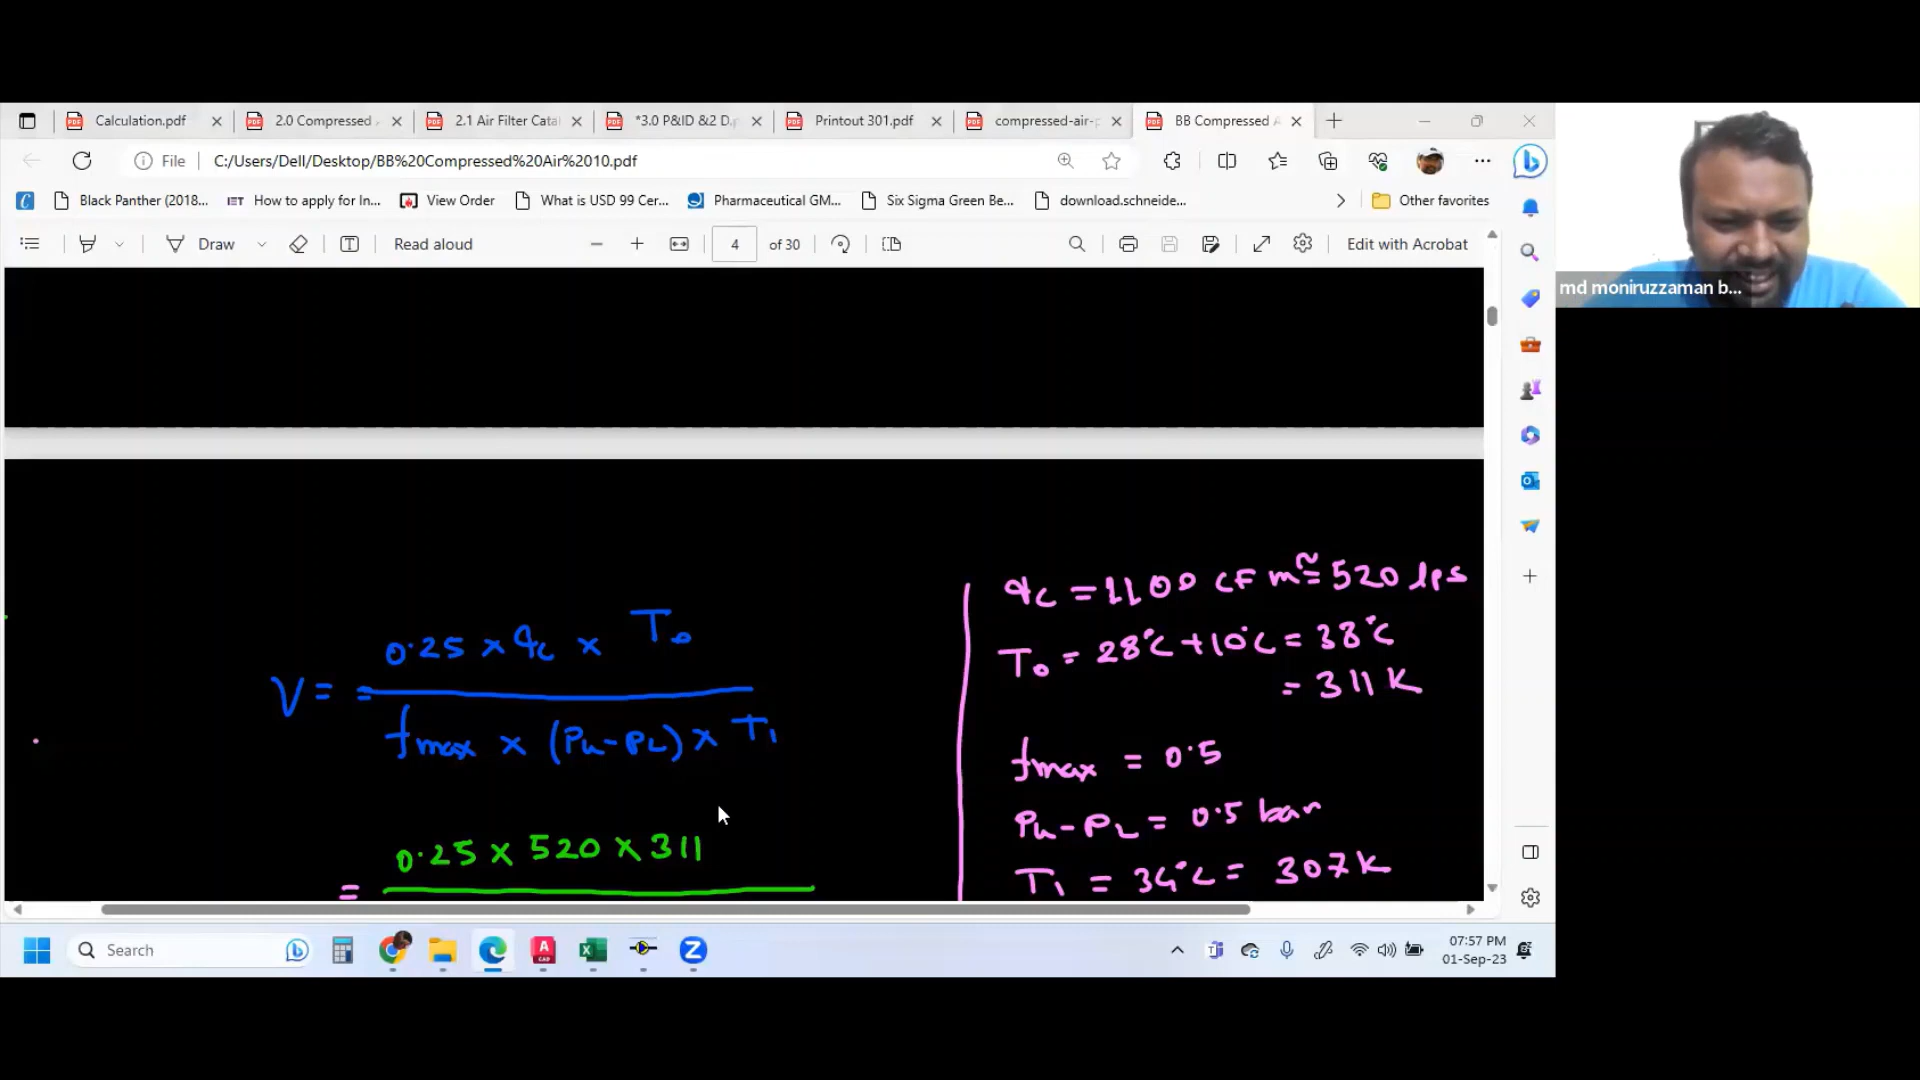 Calculation.pdf
2.0 Compressed
2.1 Air Filter Cata
*3.0 P&ID &2 D.p
Printout 301.pdf
compressed-air-p
BB Compressed A
File C:/Users/Dell/Desktop/BB%20Compressed%20Air%2010.pdf
Black Panther (2018...
IET How to apply for In...
View Order
What is USD 99 Cer...
Pharmaceutical GM...
Six Sigma Green Be...
download.schneide...
Other favorites
Draw
Read aloud
4 of 30
Edit with Acrobat
md moniruzzaman b...
qc = 1100 CFm ≃ 520 lps
T₀ = 28°C + 10°C = 38°C
= 311 K
fmax = 0.5
Pu-PL = 0.5 bar
T₁ = 34°C = 307K
V = = 0.25 × qc × T₀
fmax × (Pu-PL) × T₁
= 0.25 × 520 × 311
Search
07:57 PM
01-Sep-23